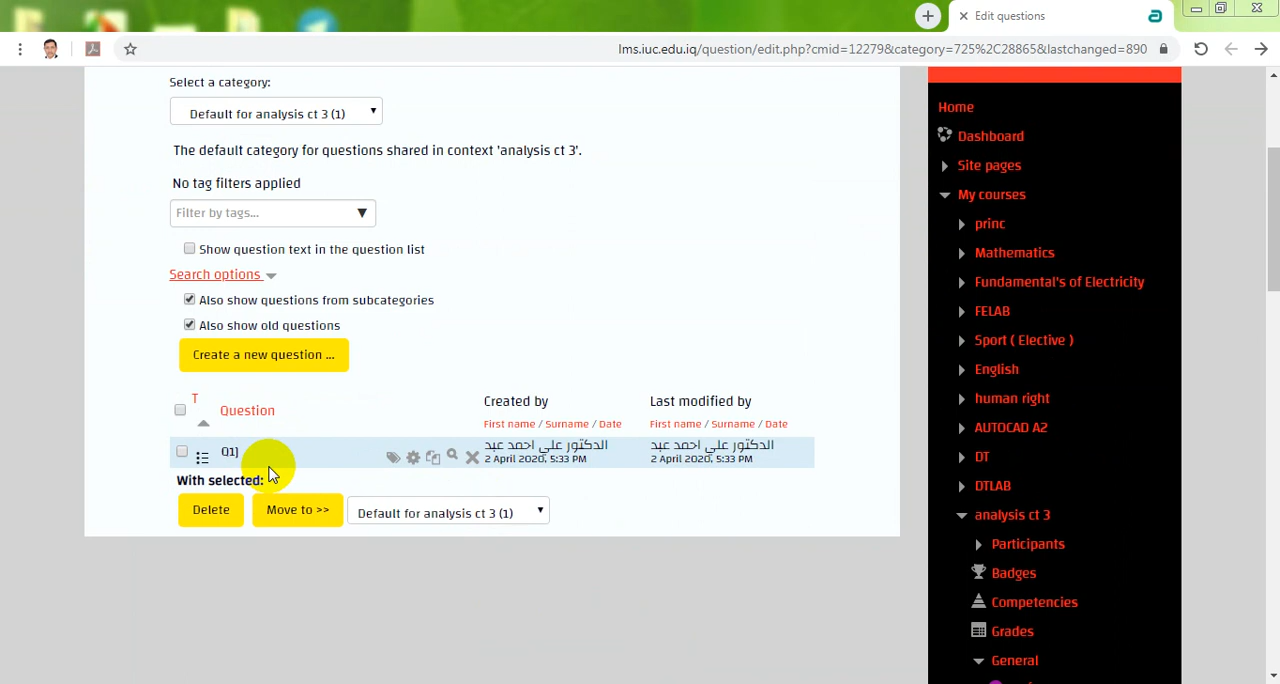 Edit questions
lms.iuc.edu.iq/question/edit.php?cmid=12279&category=725%2C28865&lastchanged=890
Select a category:
Default for analysis ct 3 (1)
The default category for questions shared in context 'analysis ct 3'.
No tag filters applied
Filter by tags...
Show question text in the question list
Search options
Also show questions from subcategories
Also show old questions
Create a new question ...
T
Question
Created by
First name / Surname / Date
Last modified by
First name / Surname / Date
Q1]
الدكتور علي احمد عبد
2 April 2020, 5:33 PM
الدكتور علي احمد عبد
2 April 2020, 5:33 PM
With selected:
Delete
Move to >>
Default for analysis ct 3 (1)
Home
Dashboard
Site pages
My courses
princ
Mathematics
Fundamental's of Electricity
FELAB
Sport ( Elective )
English
human right
AUTOCAD A2
DT
DTLAB
analysis ct 3
Participants
Badges
Competencies
Grades
General